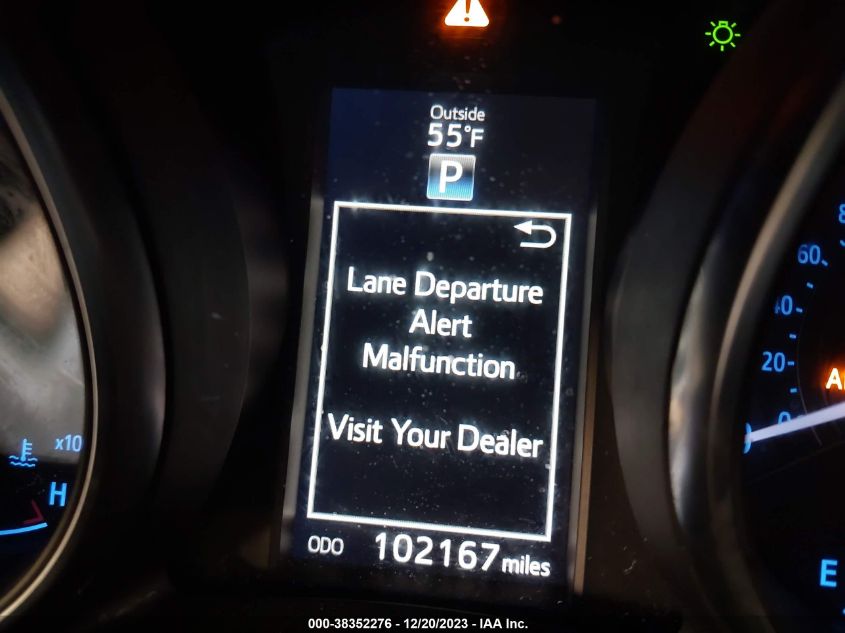 Outside
55°F
P
Lane Departure
Alert
Malfunction
Visit Your Dealer
ODO 102167 miles
x10
H
60
20
0
E
000-38352276 - 12/20/2023 - IAA Inc.